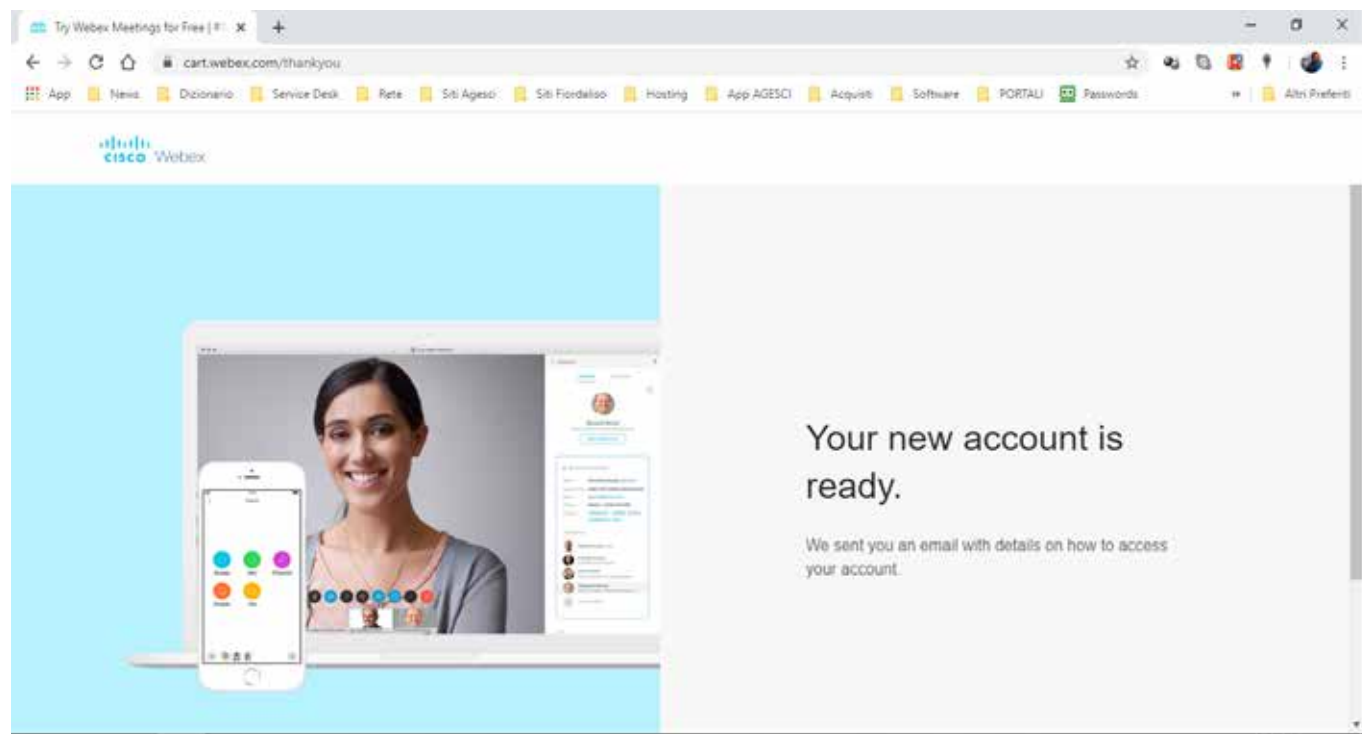 Try Webex Meetings for Free |
cart.webex.com/thankyou
App News Dizionario Service Desk Rete Siti Agesci Siti Fiordaliso Hosting App AGESCI Acquisti Software PORTALI Passwords Altri Preferiti
cisco Webex
Your new account is
ready.
We sent you an email with details on how to access
your account.